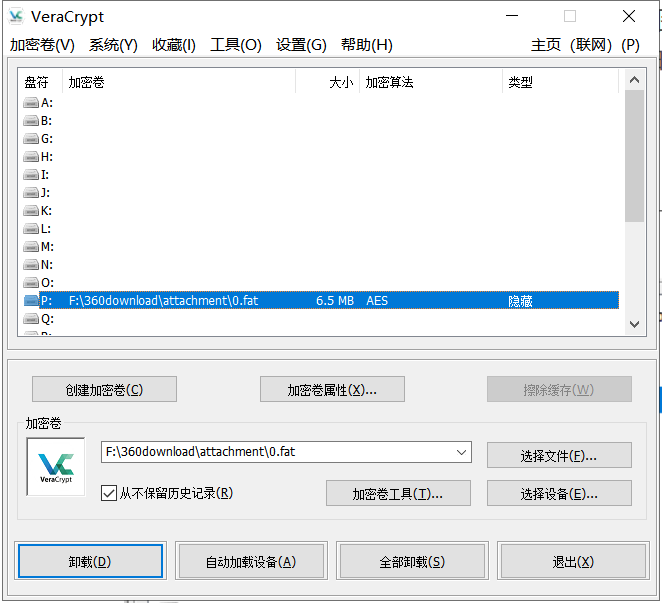 VeraCrypt
加密卷(V) 系统(Y) 收藏(I) 工具(O) 设置(G) 帮助(H) 主页（联网）(P)
盘符 加密卷 大小 加密算法 类型
A:
B:
G:
H:
I:
J:
K:
L:
M:
N:
O:
P: F:\360download\attachment\0.fat 6.5 MB AES 隐藏
Q:
创建加密卷(C) 加密卷属性(X)... 擦除缓存(W)
加密卷
VeraCrypt
F:\360download\attachment\0.fat 选择文件(F)...
从不保留历史记录(R) 加密卷工具(T)... 选择设备(E)...
卸载(D) 自动加载设备(A) 全部卸载(S) 退出(X)